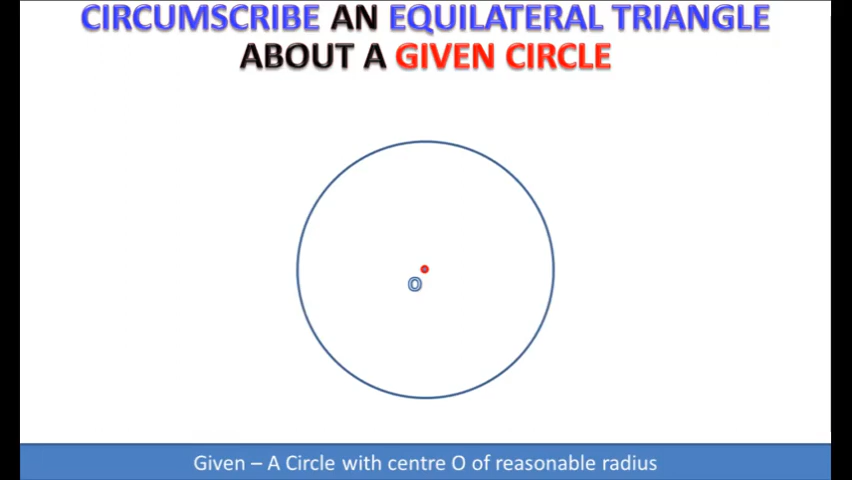 CIRCUMSCRIBE AN EQUILATERAL TRIANGLE
ABOUT A GIVEN CIRCLE
O
Given – A Circle with centre O of reasonable radius